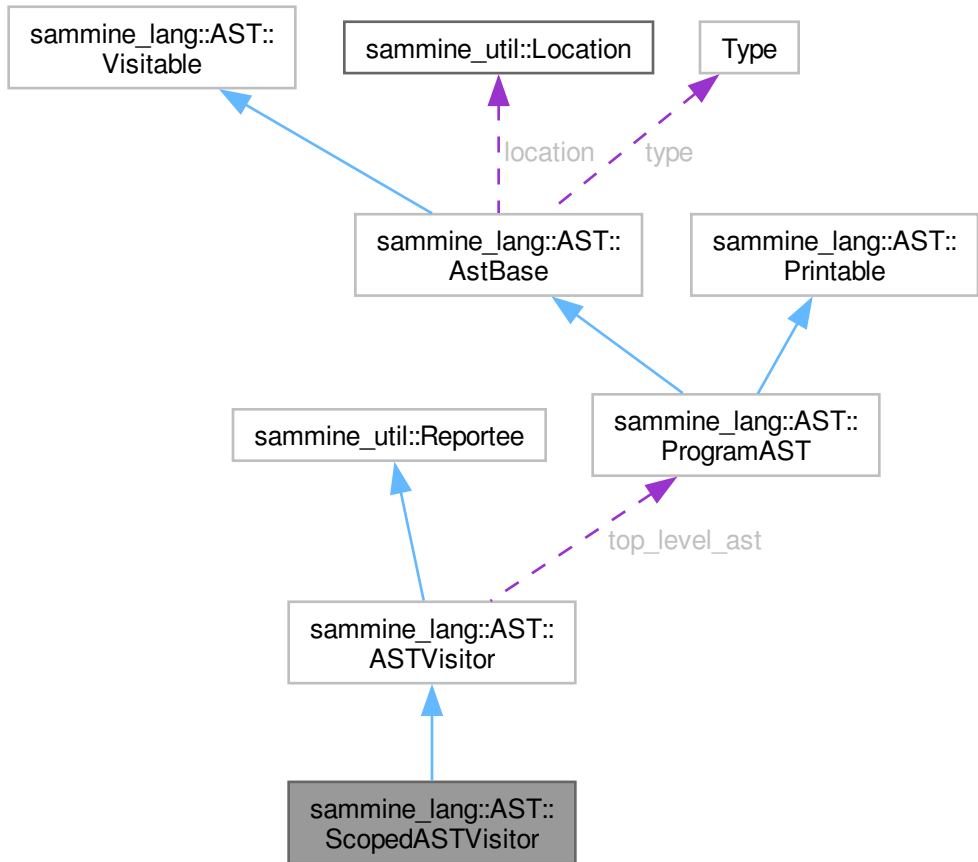 sammine_lang::AST::
Visitable
sammine_util::Location
Type
location
type
sammine_lang::AST::
AstBase
sammine_lang::AST::
Printable
sammine_util::Reportee
sammine_lang::AST::
ProgramAST
top_level_ast
sammine_lang::AST::
ASTVisitor
sammine_lang::AST::
ScopedASTVisitor